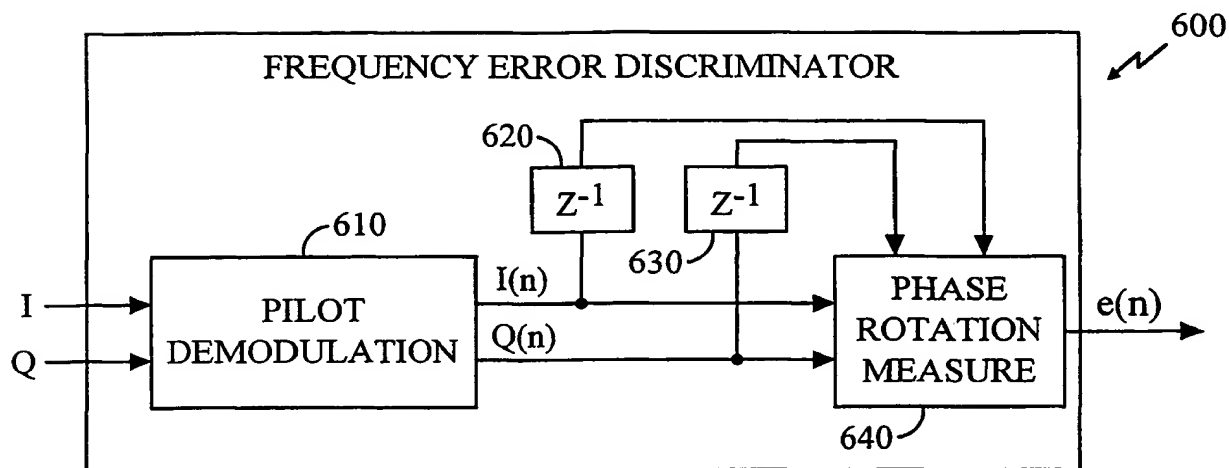 600
FREQUENCY ERROR DISCRIMINATOR
620
Z-1
Z-1
610
630
I
Q
PILOT
DEMODULATION
I(n)
Q(n)
PHASE
ROTATION
MEASURE
e(n)
640